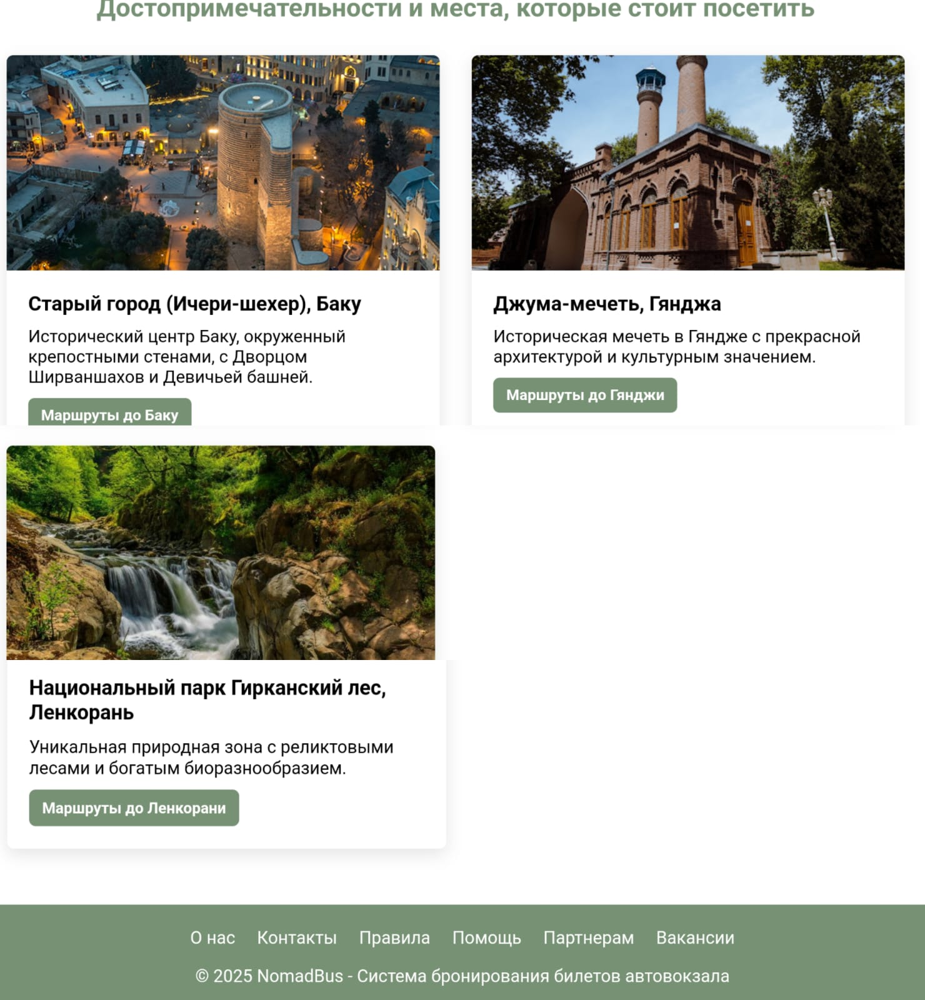 Достопримечательности и места, которые стоит посетить
Старый город (Ичери-шехер), Баку
Исторический центр Баку, окруженный
крепостными стенами, с Дворцом
Ширваншахов и Девичьей башней.
Маршруты до Баку
Джума-мечеть, Гянджа
Историческая мечеть в Гяндже с прекрасной
архитектурой и культурным значением.
Маршруты до Гянджи
Национальный парк Гирканский лес,
Ленкорань
Уникальная природная зона с реликтовыми
лесами и богатым биоразнообразием.
Маршруты до Ленкорани
О нас Контакты Правила Помощь Партнерам Вакансии
© 2025 NomadBus - Система бронирования билетов автовокзала